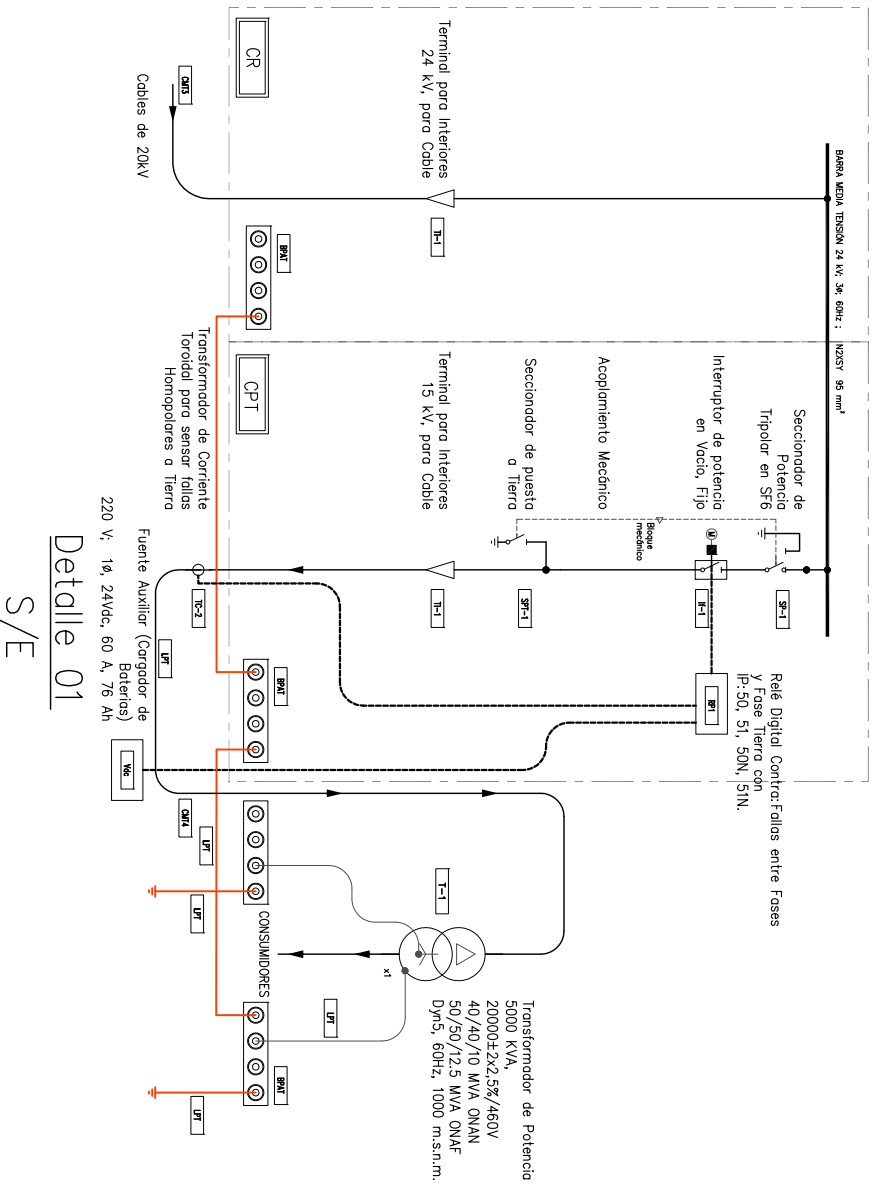 BARRA MEDIA TENSIÓN 24 kV; 3ø; 60Hz ; N2XSY 95 mm²
CR
Terminal para Interiores
24 kV, para Cable
TI-1
CMT3
Cables de 20kV
BPAT
CPT
Seccionador de
Potencia
Tripolar en SF6
SP-1
Interruptor de potencia
en Vacio, Fijo
M
IF-1
Acoplamiento Mecánico
Bloque
mecánico
Seccionador de puesta
a Tierra
SPT-1
Terminal para Interiores
15 kV, para Cable
TI-1
Transformador de Corriente
Toroidal para sensar fallas
Homopolares a Tierra
TC-2
BPAT
Relé Digital Contra:Fallas entre Fases
y Fase Tierra con
IP:50, 51, 50N, 51N.
RP1
LPT
Fuente Auxiliar (Cargador de
Baterias)
220 V; 1Ø, 24Vdc, 60 A, 76 Ah
Vdc
CMT4
LPT
LPT
T-1
x1
CONSUMIDORES
LPT
Transformador de Potencia
5000 KVA,
20000±2x2,5%/460V
40/40/10 MVA ONAN
50/50/12.5 MVA ONAF
Dyn5, 60Hz, 1000 m.s.n.m.
BPAT
LPT
Detalle 01
S/E